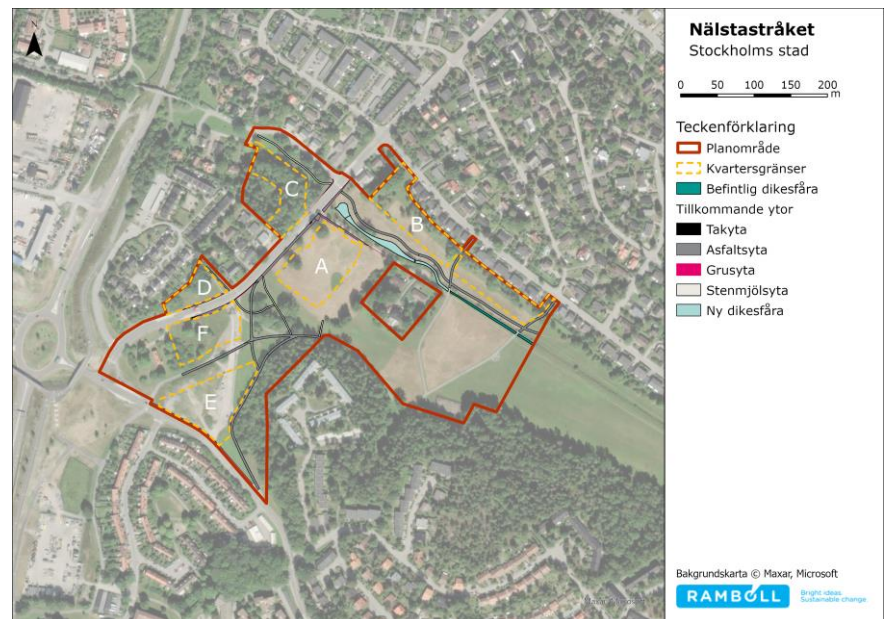 N
Nälstastråket
Stockholms stad
0 50 100 150 200
m
Teckenförklaring
Planområde
Kvartersgränser
Befintlig dikesfåra
Tillkommande ytor
Takyta
Asfaltsyta
Grusyta
Stenmjölsyta
Ny dikesfåra
C
B
A
D
F
E
Bakgrundskarta © Maxar, Microsoft
RAMBOLL
Bright ideas.
Sustainable change.